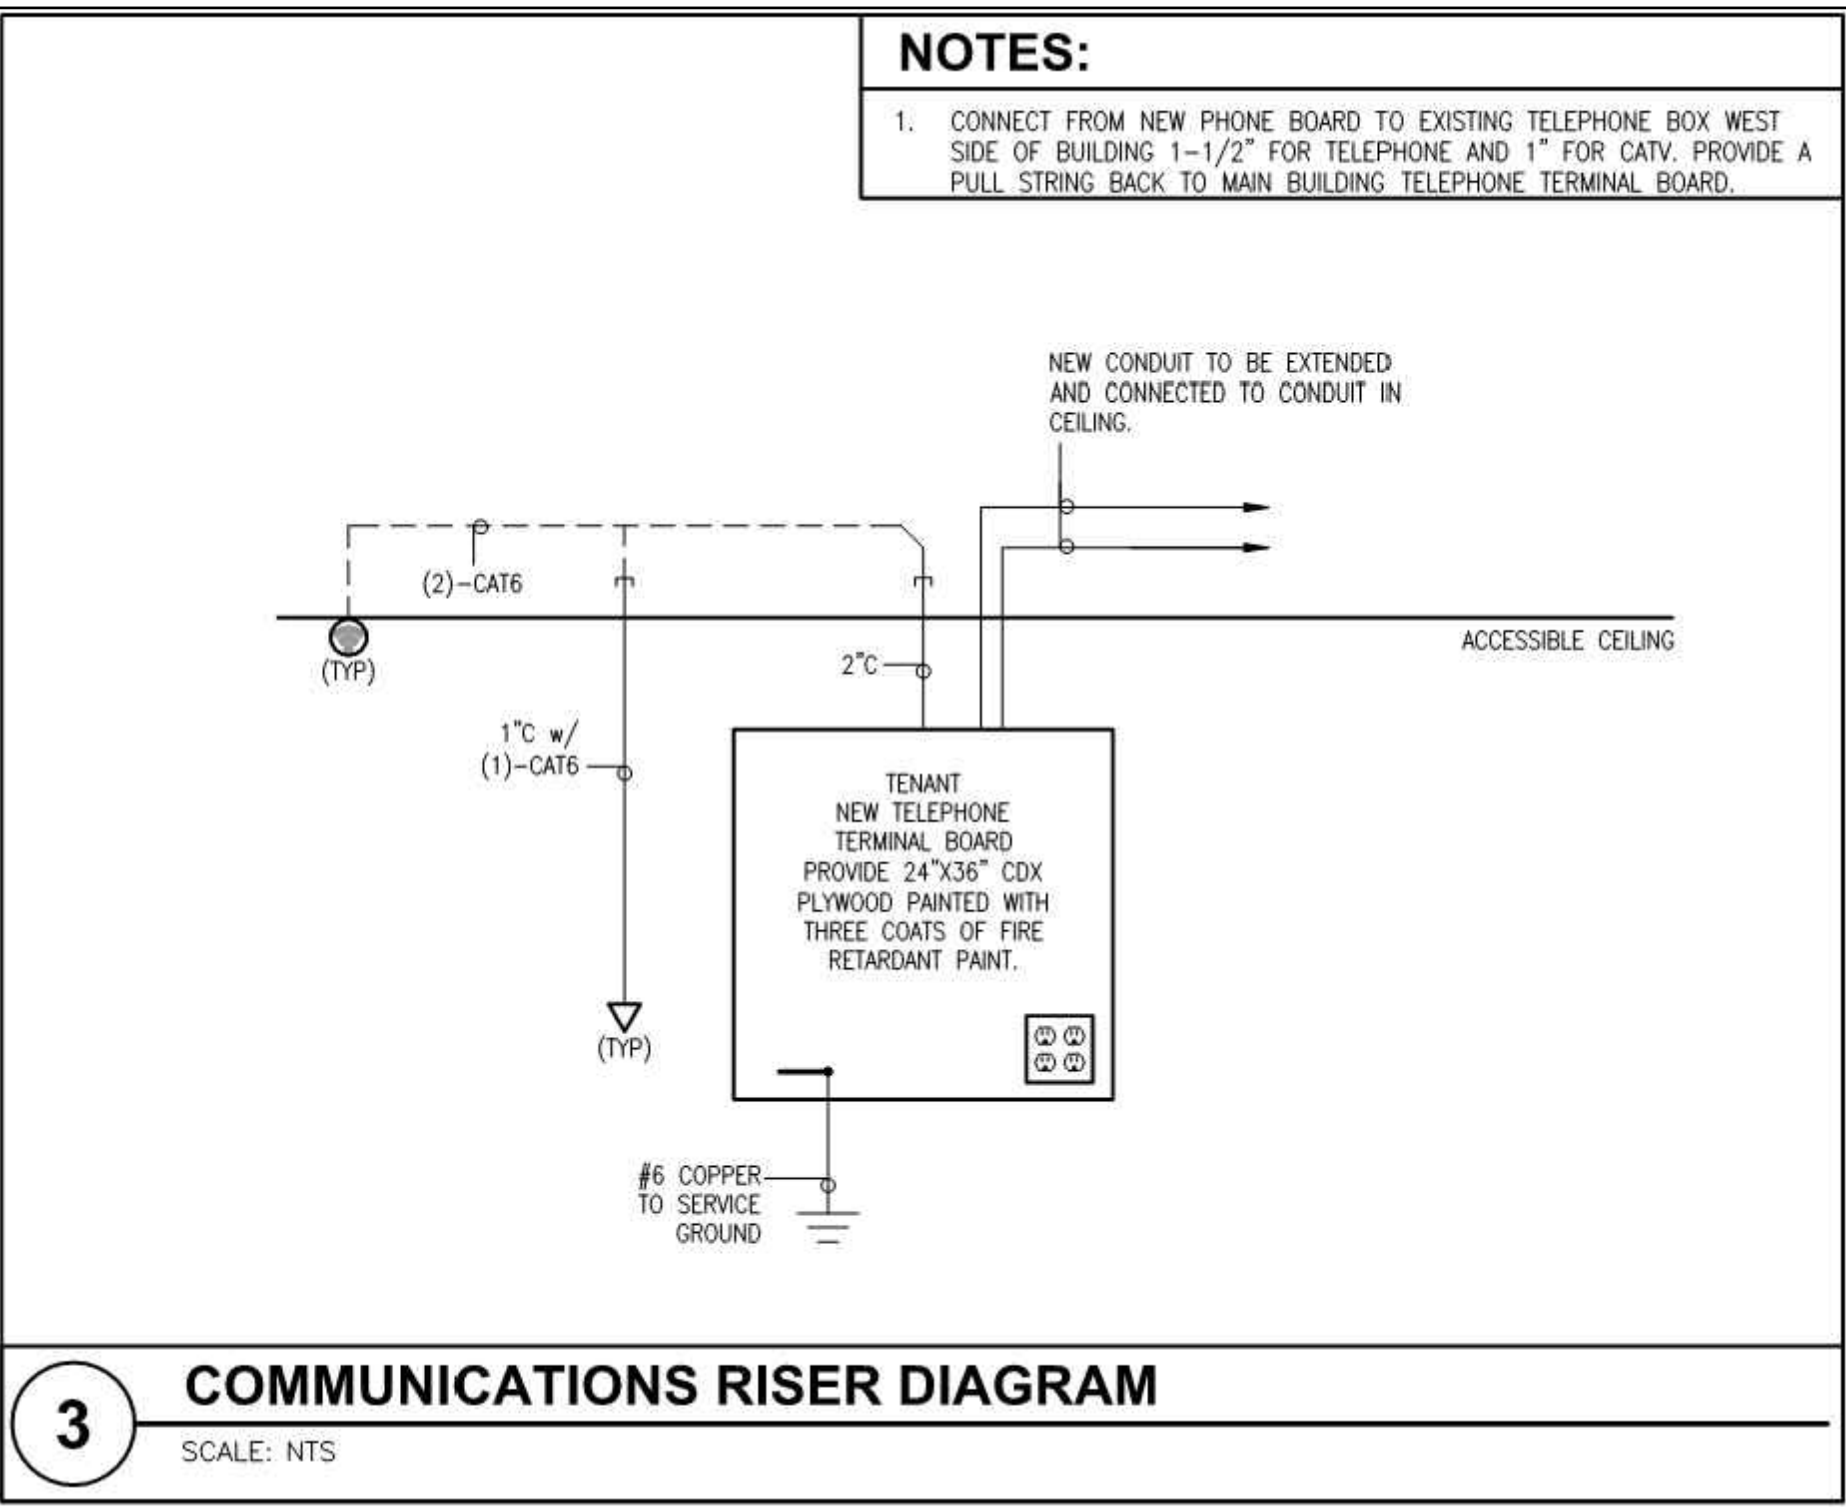 NOTES:
1. CONNECT FROM NEW PHONE BOARD TO EXISTING TELEPHONE BOX WEST
SIDE OF BUILDING 1-1/2" FOR TELEPHONE AND 1" FOR CATV. PROVIDE A
PULL STRING BACK TO MAIN BUILDING TELEPHONE TERMINAL BOARD.
NEW CONDUIT TO BE EXTENDED
AND CONNECTED TO CONDUIT IN
CEILING.
(2)-CAT6
ACCESSIBLE CEILING
(TYP)
2"C
1"C w/
(1)-CAT6
TENANT
NEW TELEPHONE
TERMINAL BOARD
PROVIDE 24"X36" CDX
PLYWOOD PAINTED WITH
THREE COATS OF FIRE
RETARDANT PAINT.
(TYP)
#6 COPPER
TO SERVICE
GROUND
3
COMMUNICATIONS RISER DIAGRAM
SCALE: NTS